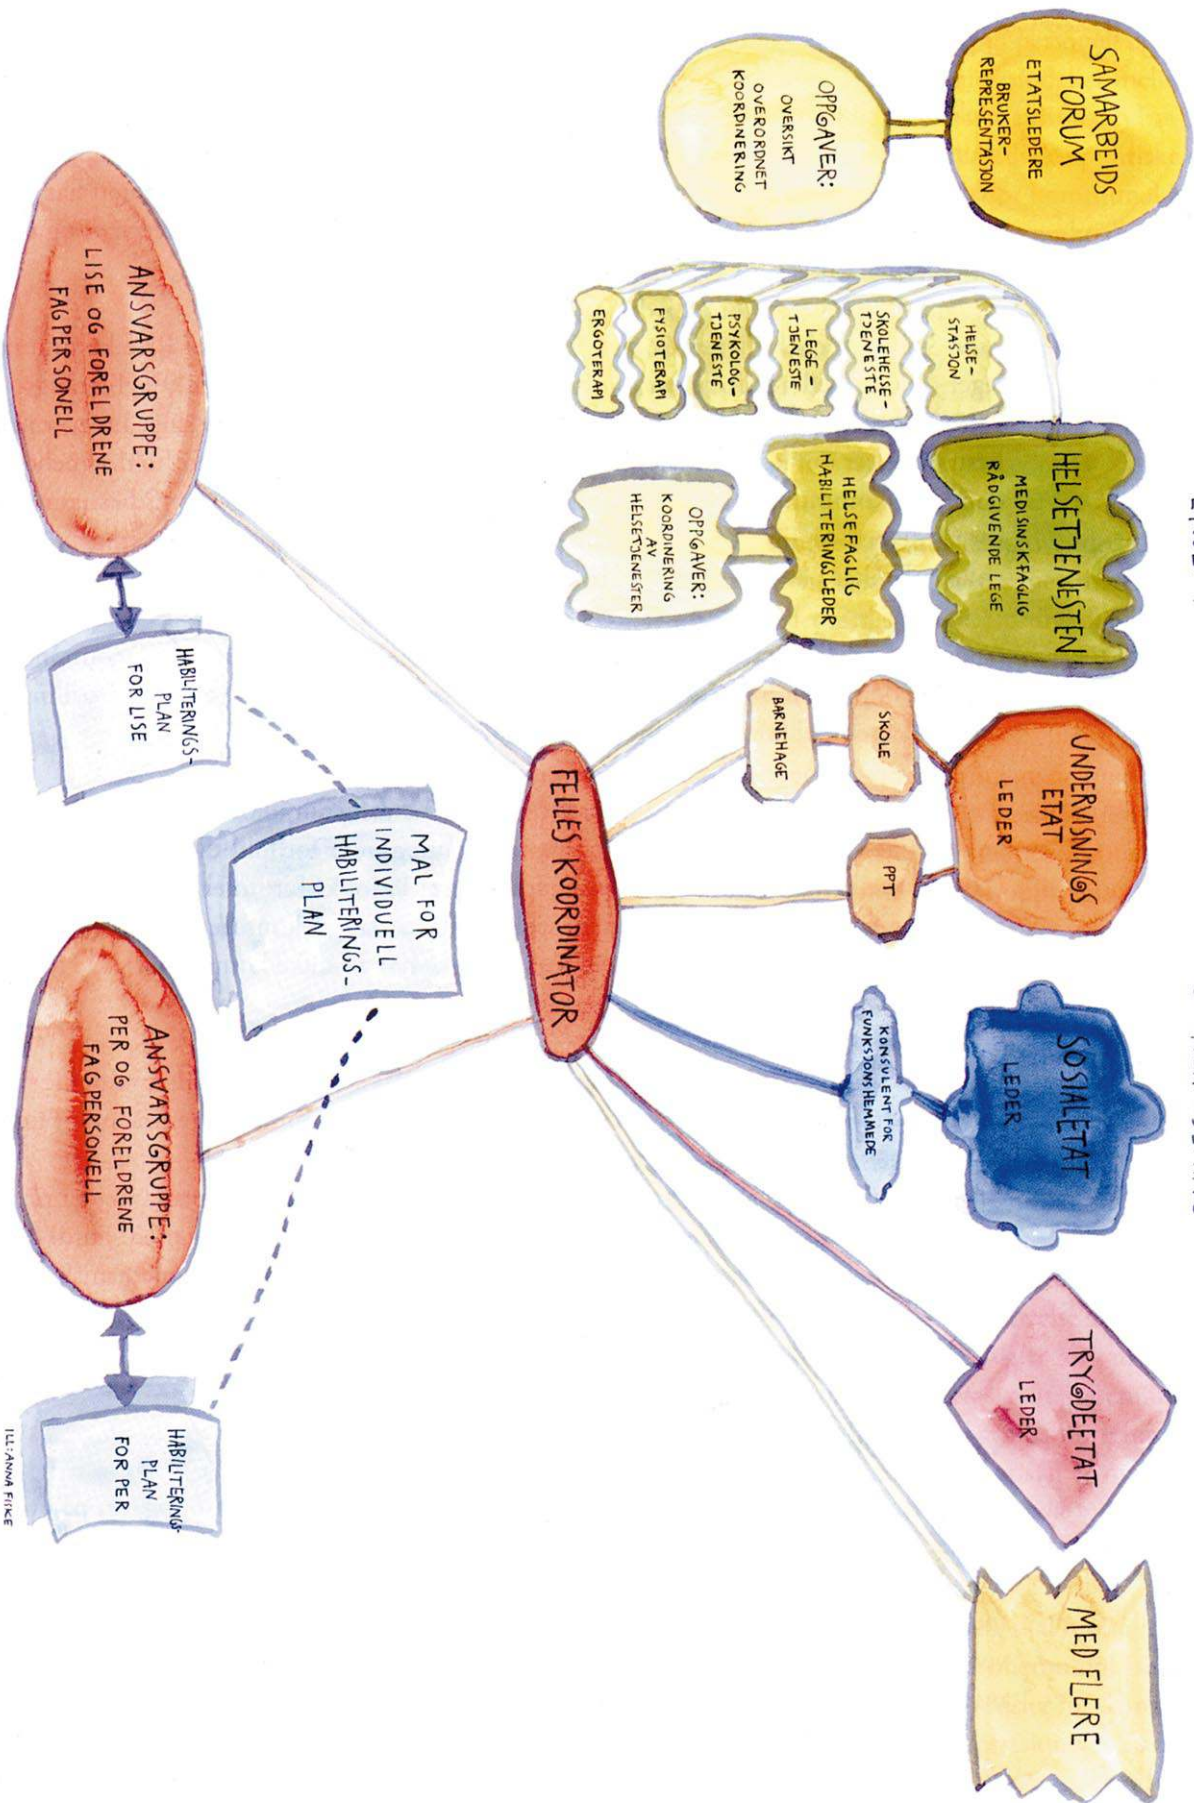 SAMARBEIDS
FORUM
ETATSLEDERE
BRUKER-
REPRESENTASJON
OPPGAVER:
OVERSIKT
OVERORDNET
KOORDINERING
HELSETJENESTEN
MEDISINSKFAGLIG
RÅDGIVENDE LEGE
HELSE-
STASJON
SKOLEHELSE-
TJENESTE
LEGE-
TJENESTE
PSYKOLOG-
TJENESTE
FYSIOTERAPI
ERGOTERAPI
HELSEFAGLIG
HABILITERINGSLEDER
OPPGAVER:
KOORDINERING
AV
HELSETJENESTER
UNDERVISNINGS
ETAT
LEDER
SKOLE
BARNEHAGE
PPT
SOSIALETAT
LEDER
KONSULENT FOR
FUNKSJONSHEMMEDE
TRYGDEETAT
LEDER
MED FLERE
FELLES KOORDINATOR
MAL FOR
INDIVIDUELL
HABILITERINGS-
PLAN
ANSVARSGRUPPE:
LISE OG FORELDRENE
FAGPERSONELL
HABILITERINGS-
PLAN
FOR LISE
ANSVARSGRUPPE:
PER OG FORELDRENE
FAGPERSONELL
HABILITERINGS-
PLAN
FOR PER
ILL: ANNA FISKE